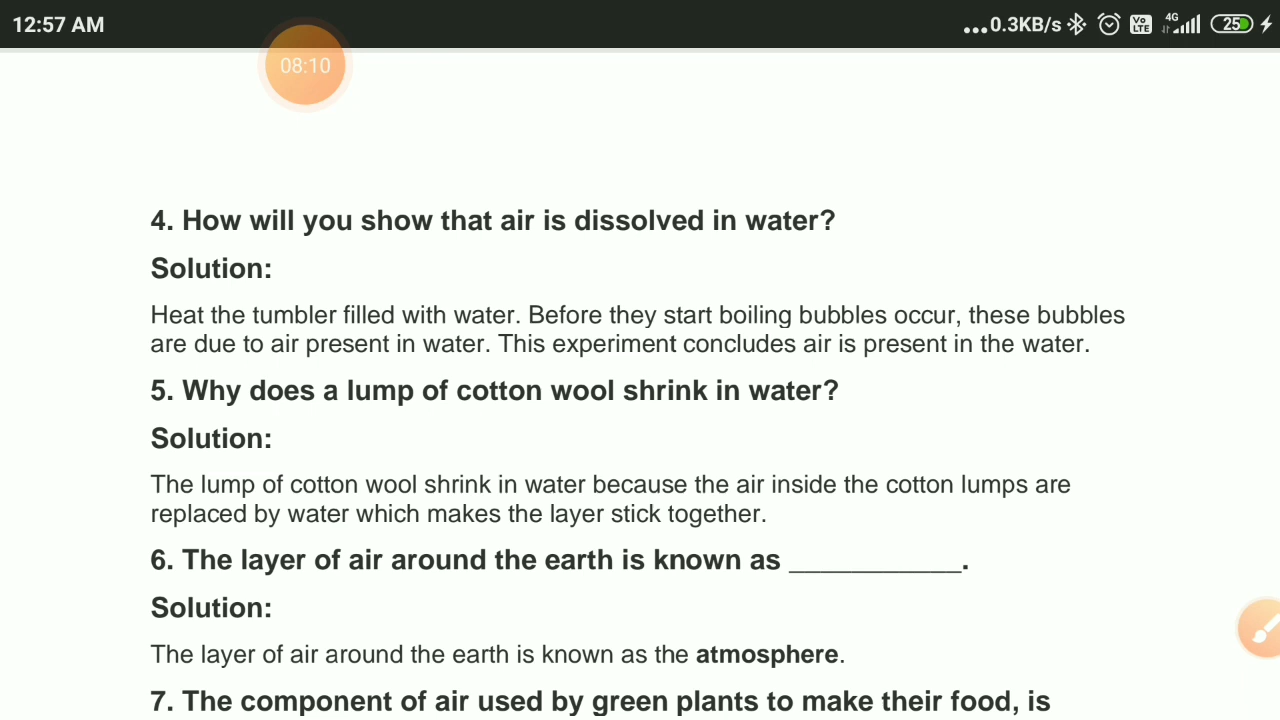 12:57 AM
...0.3KB/s
Vo LTE
4G
25
08:10
4. How will you show that air is dissolved in water?
Solution:
Heat the tumbler filled with water. Before they start boiling bubbles occur, these bubbles
are due to air present in water. This experiment concludes air is present in the water.
5. Why does a lump of cotton wool shrink in water?
Solution:
The lump of cotton wool shrink in water because the air inside the cotton lumps are
replaced by water which makes the layer stick together.
6. The layer of air around the earth is known as ___________.
Solution:
The layer of air around the earth is known as the atmosphere.
7. The component of air used by green plants to make their food, is